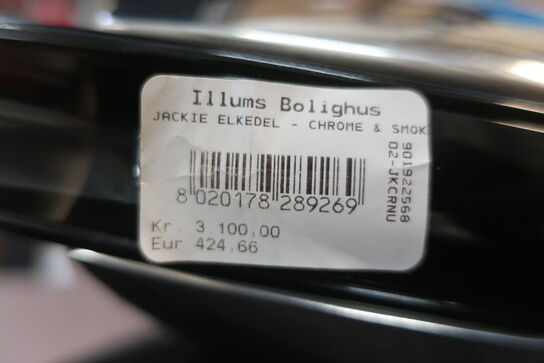 Illums Bolighus
JACKIE ELKEDEL - CHROME & SMOK
8 020178 289269
Kr. 3 100,00
Eur 424,66
901922568
02-JKCRNU